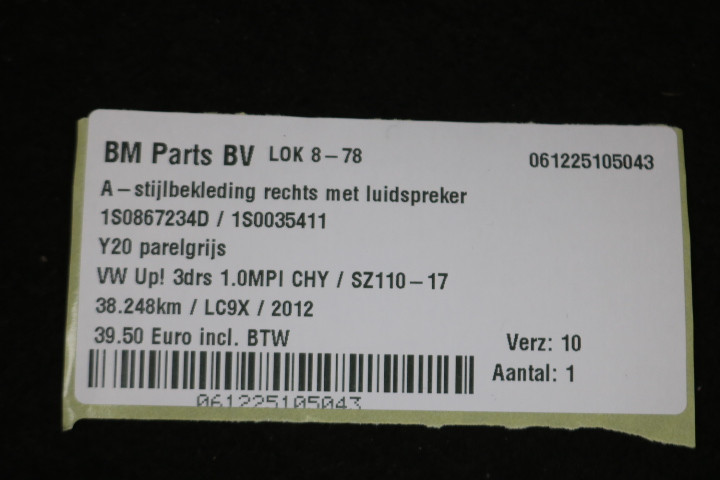 BM Parts BV LOK 8-78 061225105043
A-stijlbekleding rechts met luidspreker
1S0867234D / 1S0035411
Y20 parelgrijs
VW Up! 3drs 1.0MPI CHY / SZ110-17
38.248km / LC9X / 2012
39.50 Euro incl. BTW Verz: 10
Aantal: 1
061225105043